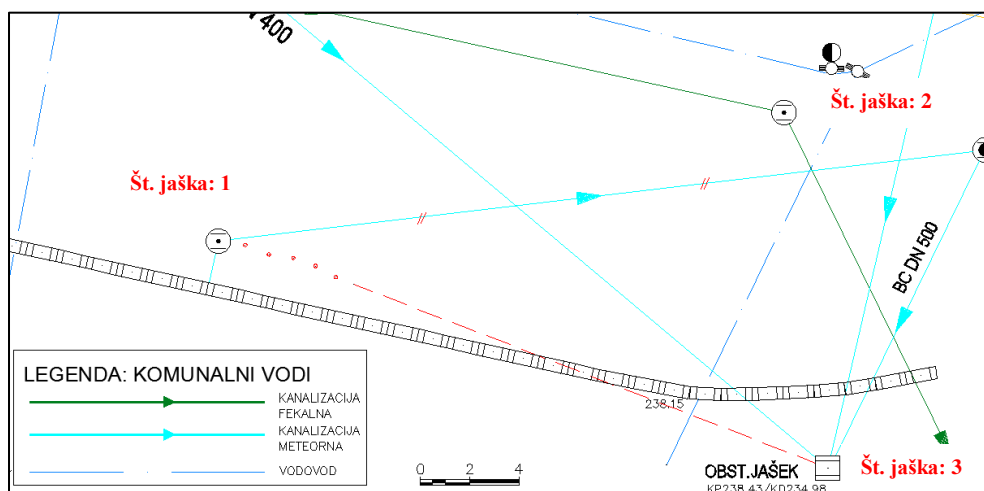 400
Št. jaška: 2
Št. jaška: 1
BC DN 500
238.15
LEGENDA: KOMUNALNI VODI
KANALIZACIJA
FEKALNA
KANALIZACIJA
METEORNA
VODOVOD
0 2 4
OBST.JAŠEK
KP238.43/KD234.98
Št. jaška: 3